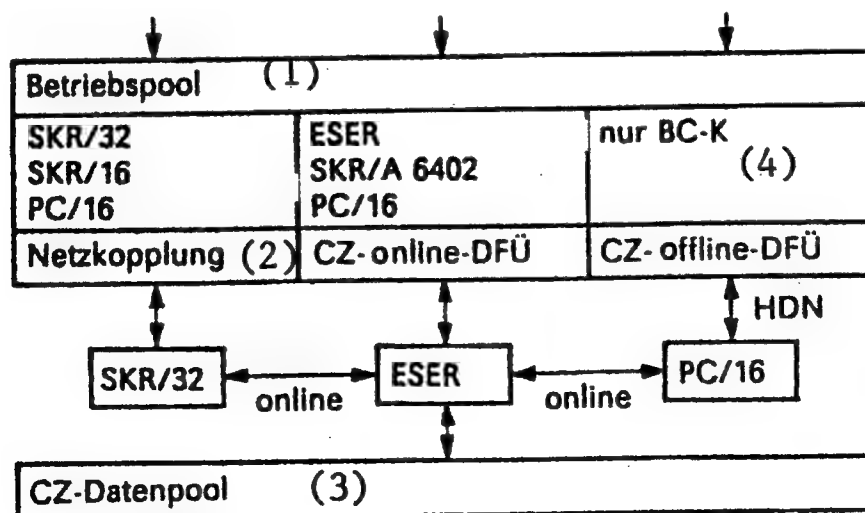 Betriebspool (1)
SKR/32
SKR/16
PC/16
ESER
SKR/A 6402
PC/16
nur BC-K
(4)
Netzkopplung (2)
CZ-online-DFÜ
CZ-offline-DFÜ
HDN
SKR/32
online
ESER
online
PC/16
CZ-Datenpool (3)